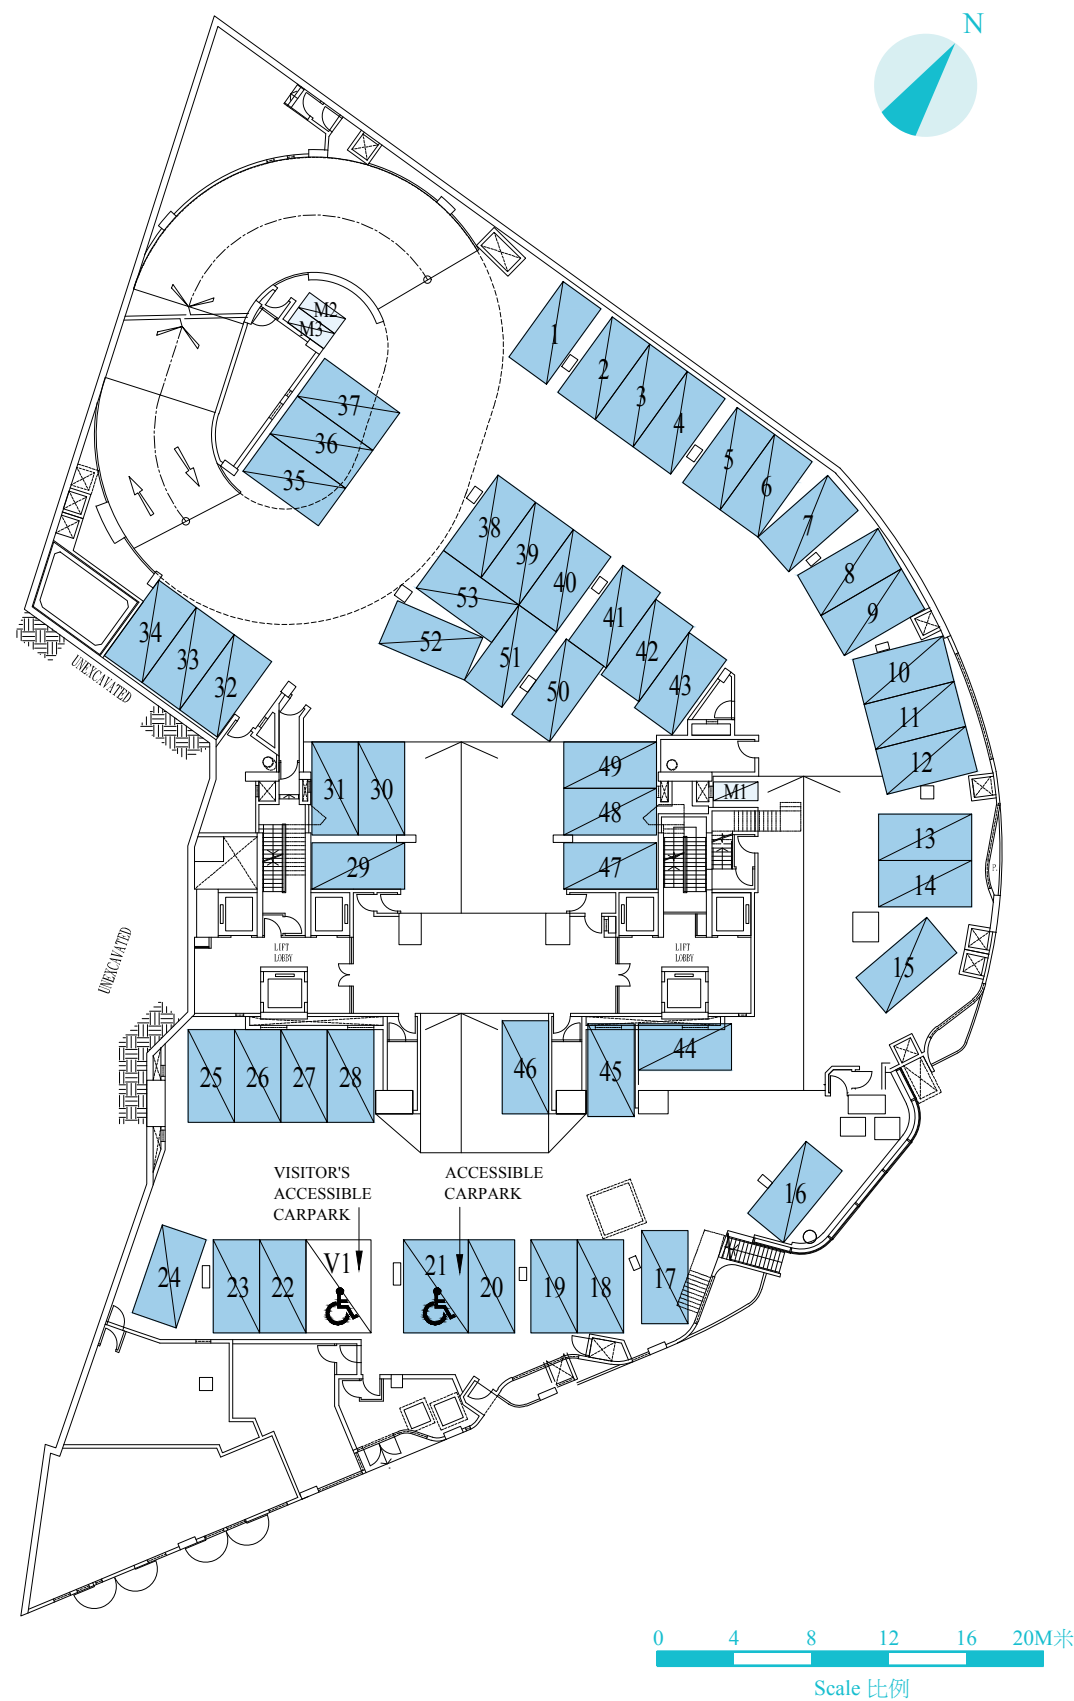 N
M2
M3
1
2
3
4
5
6
7
8
9
10
11
12
13
14
15
16
17
18
19
20
21
V1
22
23
24
25
26
27
28
29
30
31
32
33
34
35
36
37
38
39
40
41
42
43
44
45
46
47
48
49
50
51
52
53
M1
UNEXCAVATED
UNEXCAVATED
LIFT
LOBBY
LIFT
LOBBY
VISITOR'S
ACCESSIBLE
CARPARK
ACCESSIBLE
CARPARK
0 4 8 12 16 20M米
Scale 比例